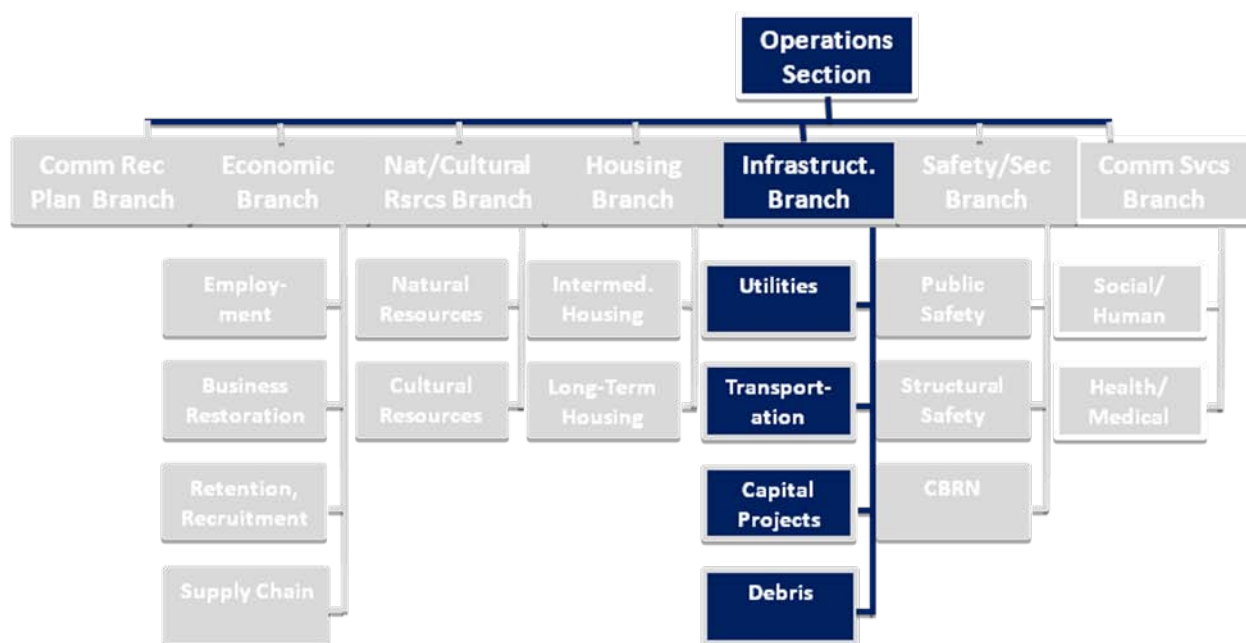 Operations
Section
Comm Rec
Plan Branch
Economic
Branch
Nat/Cultural
Rsrcs Branch
Housing
Branch
Infrastruct.
Branch
Safety/Sec
Branch
Comm Svcs
Branch
Employ-
ment
Business
Restoration
Retention,
Recruitment
Supply Chain
Natural
Resources
Cultural
Resources
Intermed.
Housing
Long-Term
Housing
Utilities
Transport-
ation
Capital
Projects
Debris
Public
Safety
Structural
Safety
CBRN
Social/
Human
Health/
Medical